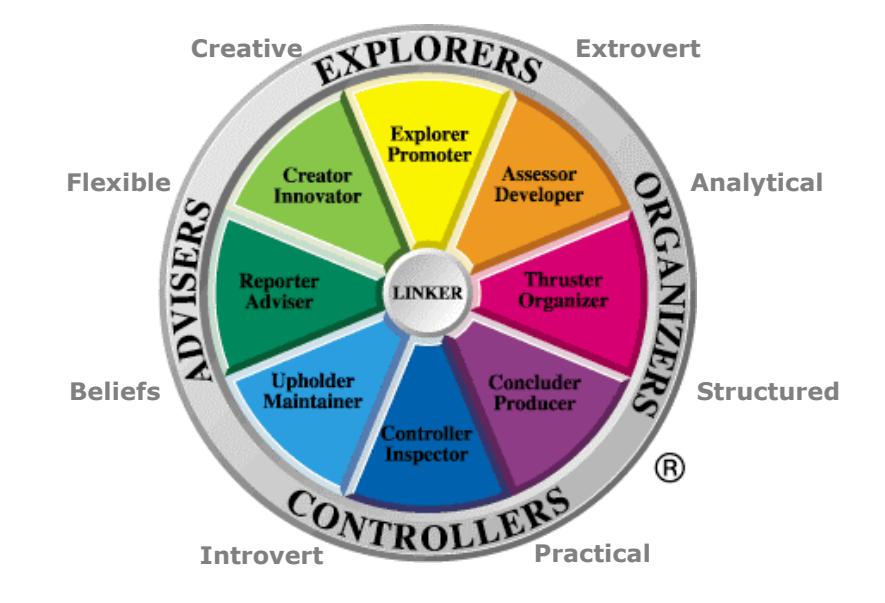 Creative
EXPLORERS
Extrovert
Explorer
Promoter
Creator
Innovator
Assessor
Developer
Flexible
Analytical
ADVISERS
ORGANIZERS
Reporter
Adviser
LINKER
Thruster
Organizer
Upholder
Maintainer
Concluder
Producer
Beliefs
Structured
Controller
Inspector
®
CONTROLLERS
Introvert
Practical